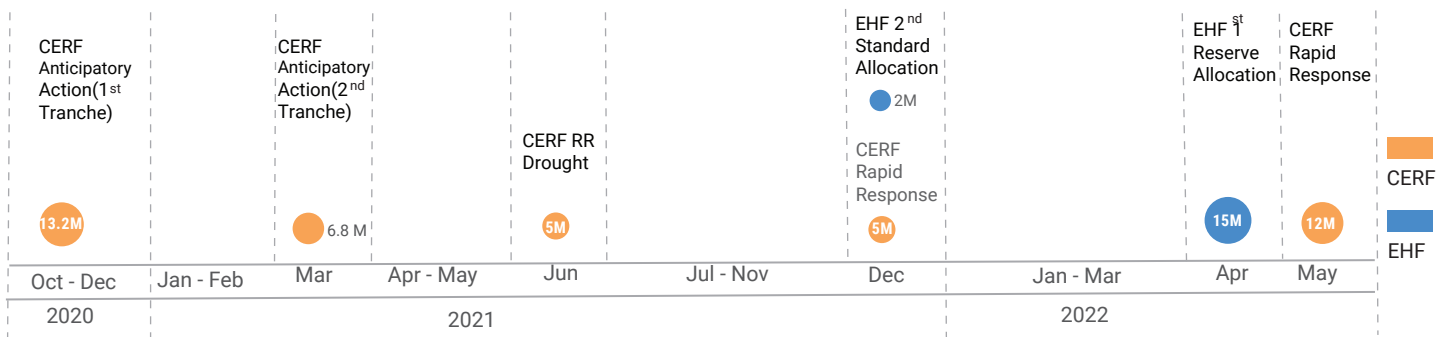 CERF
Anticipatory
Action(1st
Tranche)
13.2M
CERF
Anticipatory
Action(2nd
Tranche)
6.8 M
CERF RR
Drought
5M
EHF 2nd
Standard
Allocation
2M
CERF
Rapid
Response
5M
EHF 1st
Reserve
Allocation
15M
CERF
Rapid
Response
12M
CERF
EHF
Oct - Dec
Jan - Feb
Mar
Apr - May
Jun
Jul - Nov
Dec
Jan - Mar
Apr
May
2020
2021
2022